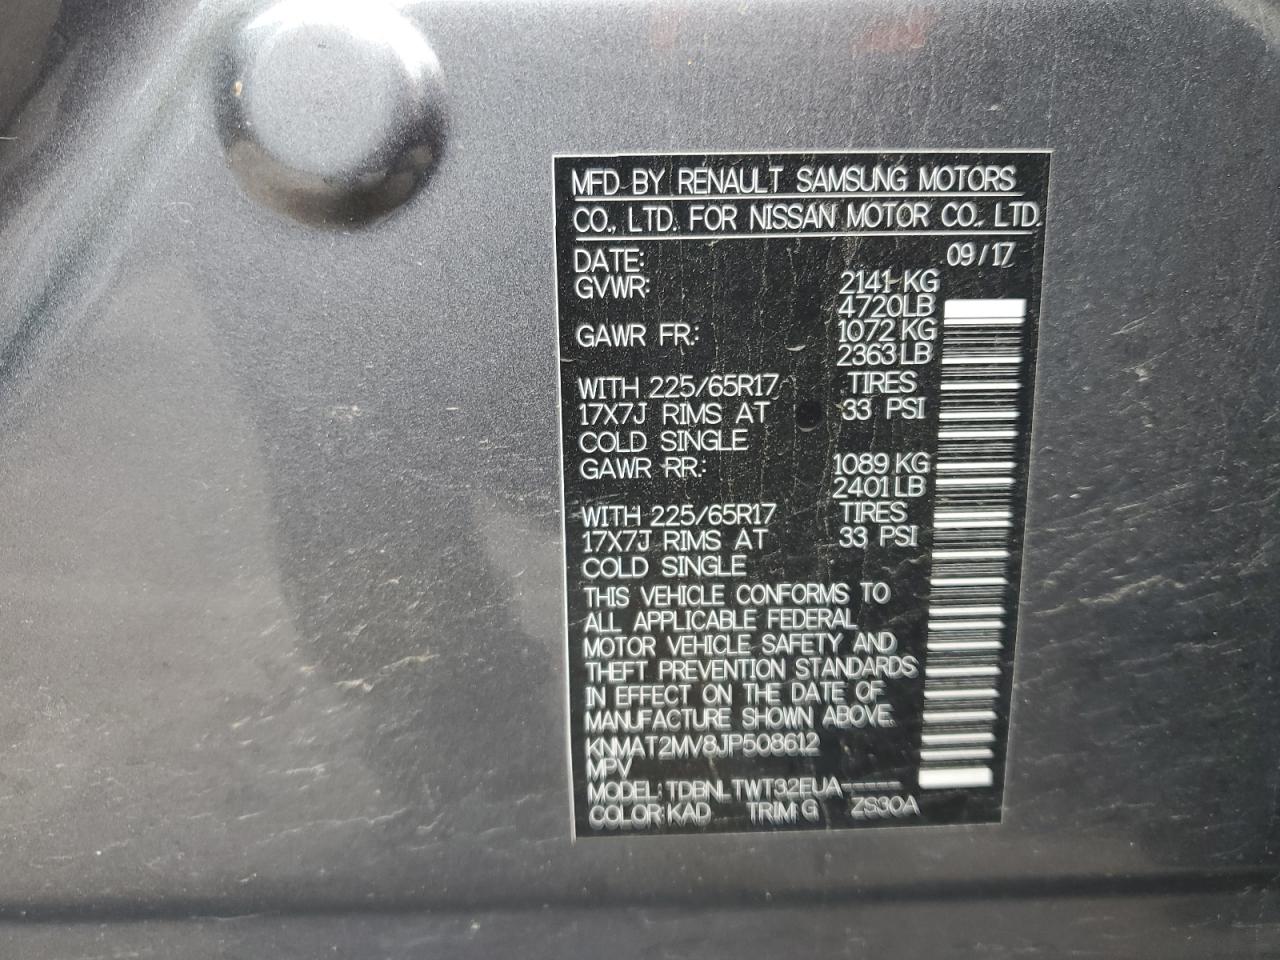 MFD BY RENAULT SAMSUNG MOTORS
CO., LTD. FOR NISSAN MOTOR CO., LTD.
DATE: 09/17
GVWR: 2141 KG
4720LB
GAWR FR: 1072 KG
2363LB
WITH 225/65R17 TIRES
17X7J RIMS AT 33 PSI
COLD SINGLE
GAWR RR: 1089 KG
2401LB
WITH 225/65R17 TIRES
17X7J RIMS AT 33 PSI
COLD SINGLE
THIS VEHICLE CONFORMS TO
ALL APPLICABLE FEDERAL
MOTOR VEHICLE SAFETY AND
THEFT PREVENTION STANDARDS
IN EFFECT ON THE DATE OF
MANUFACTURE SHOWN ABOVE.
KNMAT2MV8JP508612
MPV
MODEL: TDBNLTWT32EUA-----
COLOR: KAD TRIM: G ZS30A